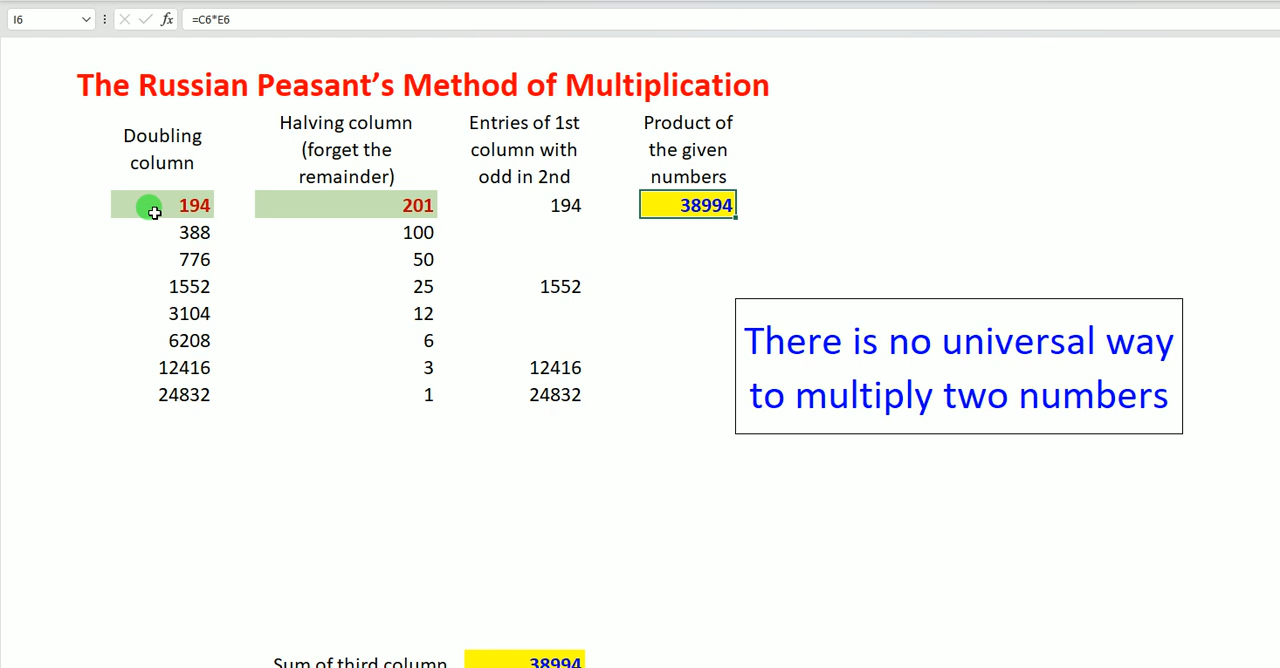 I6
fx
=C6*E6
The Russian Peasant’s Method of Multiplication
Doubling
column
Halving column
(forget the
remainder)
Entries of 1st
column with
odd in 2nd
Product of
the given
numbers
194 201 194 38994
388 100
776 50
1552 25 1552
3104 12
6208 6
12416 3 12416
24832 1 24832
There is no universal way
to multiply two numbers
Sum of third column 38994